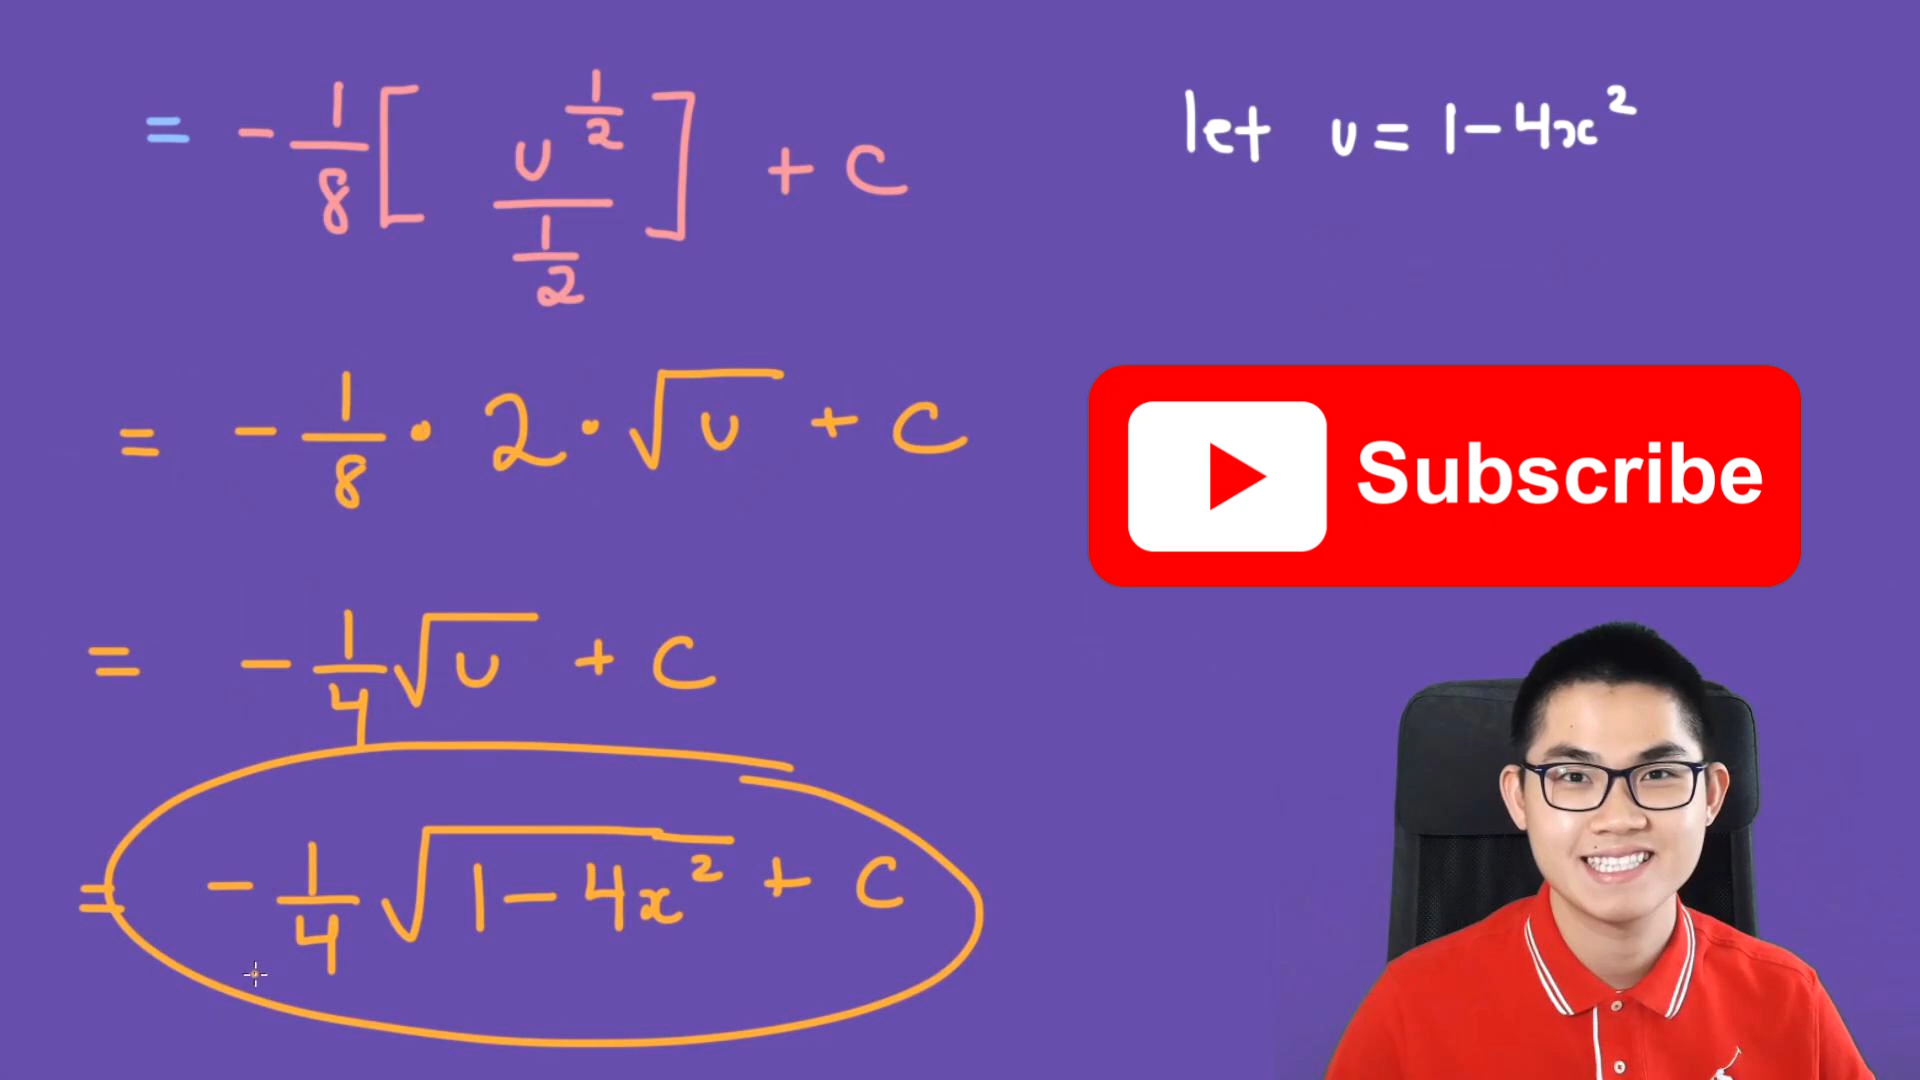 = -1/8 [ u^(1/2) / (1/2) ] + C
let u = 1-4x²
= -1/8 · 2 · √u + C
Subscribe
= -1/4 √u + C
= -1/4 √(1-4x²) + C